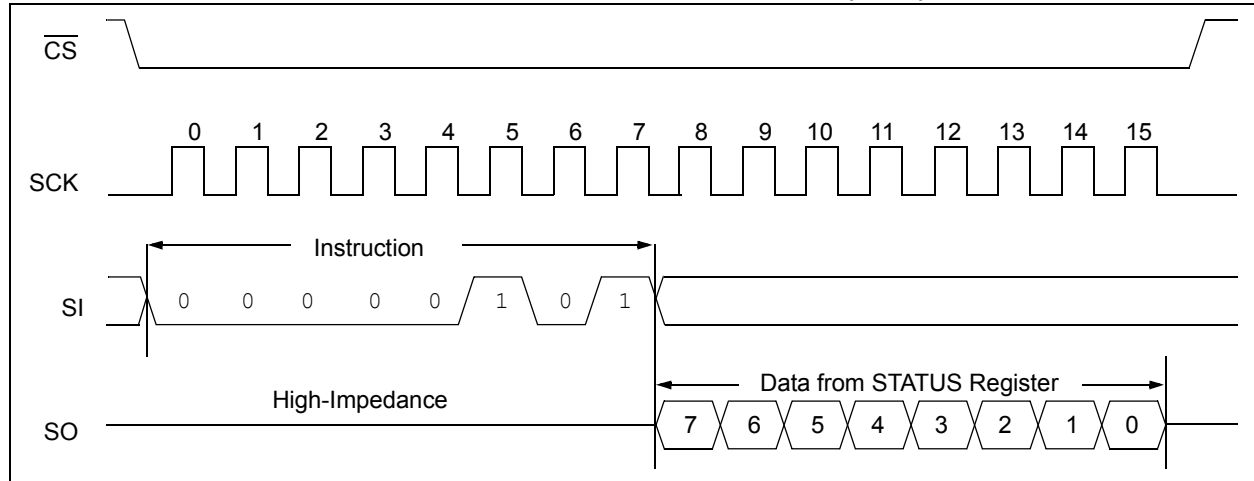 CS
0 1 2 3 4 5 6 7 8 9 10 11 12 13 14 15
SCK
Instruction
SI 0 0 0 0 0 1 0 1
Data from STATUS Register
High-Impedance
SO 7 6 5 4 3 2 1 0